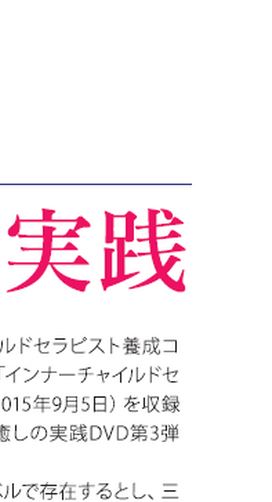 実践
ルドセラピスト養成コ
「インナーチャイルドセ
015年9月5日）を収録
癒しの実践DVD第3弾
ベルで存在するとし、三